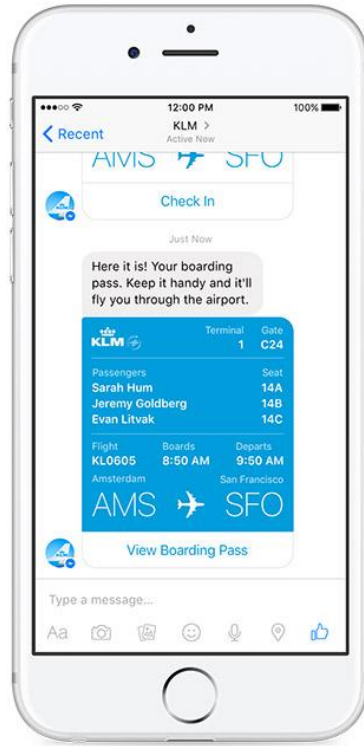 12:00 PM
100%
Recent
KLM >
Active Now
AMS SFO
Check In
Just Now
Here it is! Your boarding
pass. Keep it handy and it'll
fly you through the airport.
KLM
Terminal Gate
1 C24
Passengers Seat
Sarah Hum 14A
Jeremy Goldberg 14B
Evan Litvak 14C
Flight Boards Departs
KL0605 8:50 AM 9:50 AM
Amsterdam San Francisco
AMS SFO
View Boarding Pass
Type a message...
Aa